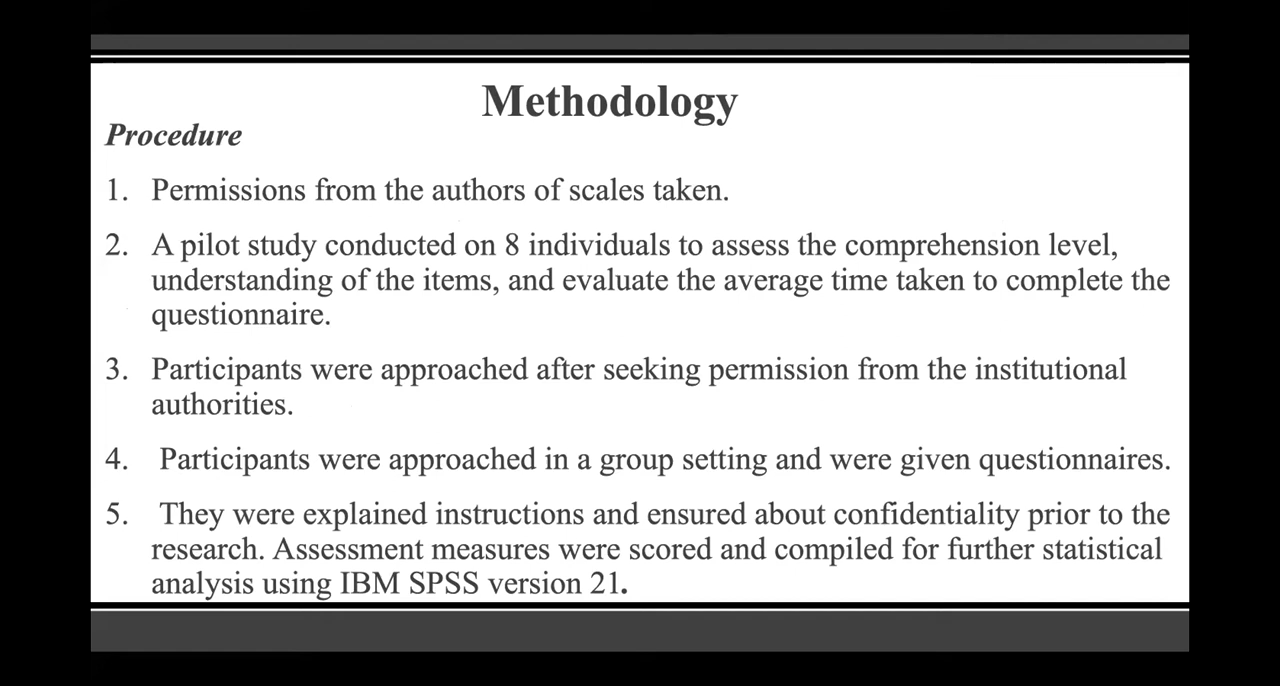 Methodology
Procedure
1. Permissions from the authors of scales taken.
2. A pilot study conducted on 8 individuals to assess the comprehension level,
understanding of the items, and evaluate the average time taken to complete the
questionnaire.
3. Participants were approached after seeking permission from the institutional
authorities.
4. Participants were approached in a group setting and were given questionnaires.
5. They were explained instructions and ensured about confidentiality prior to the
research. Assessment measures were scored and compiled for further statistical
analysis using IBM SPSS version 21.